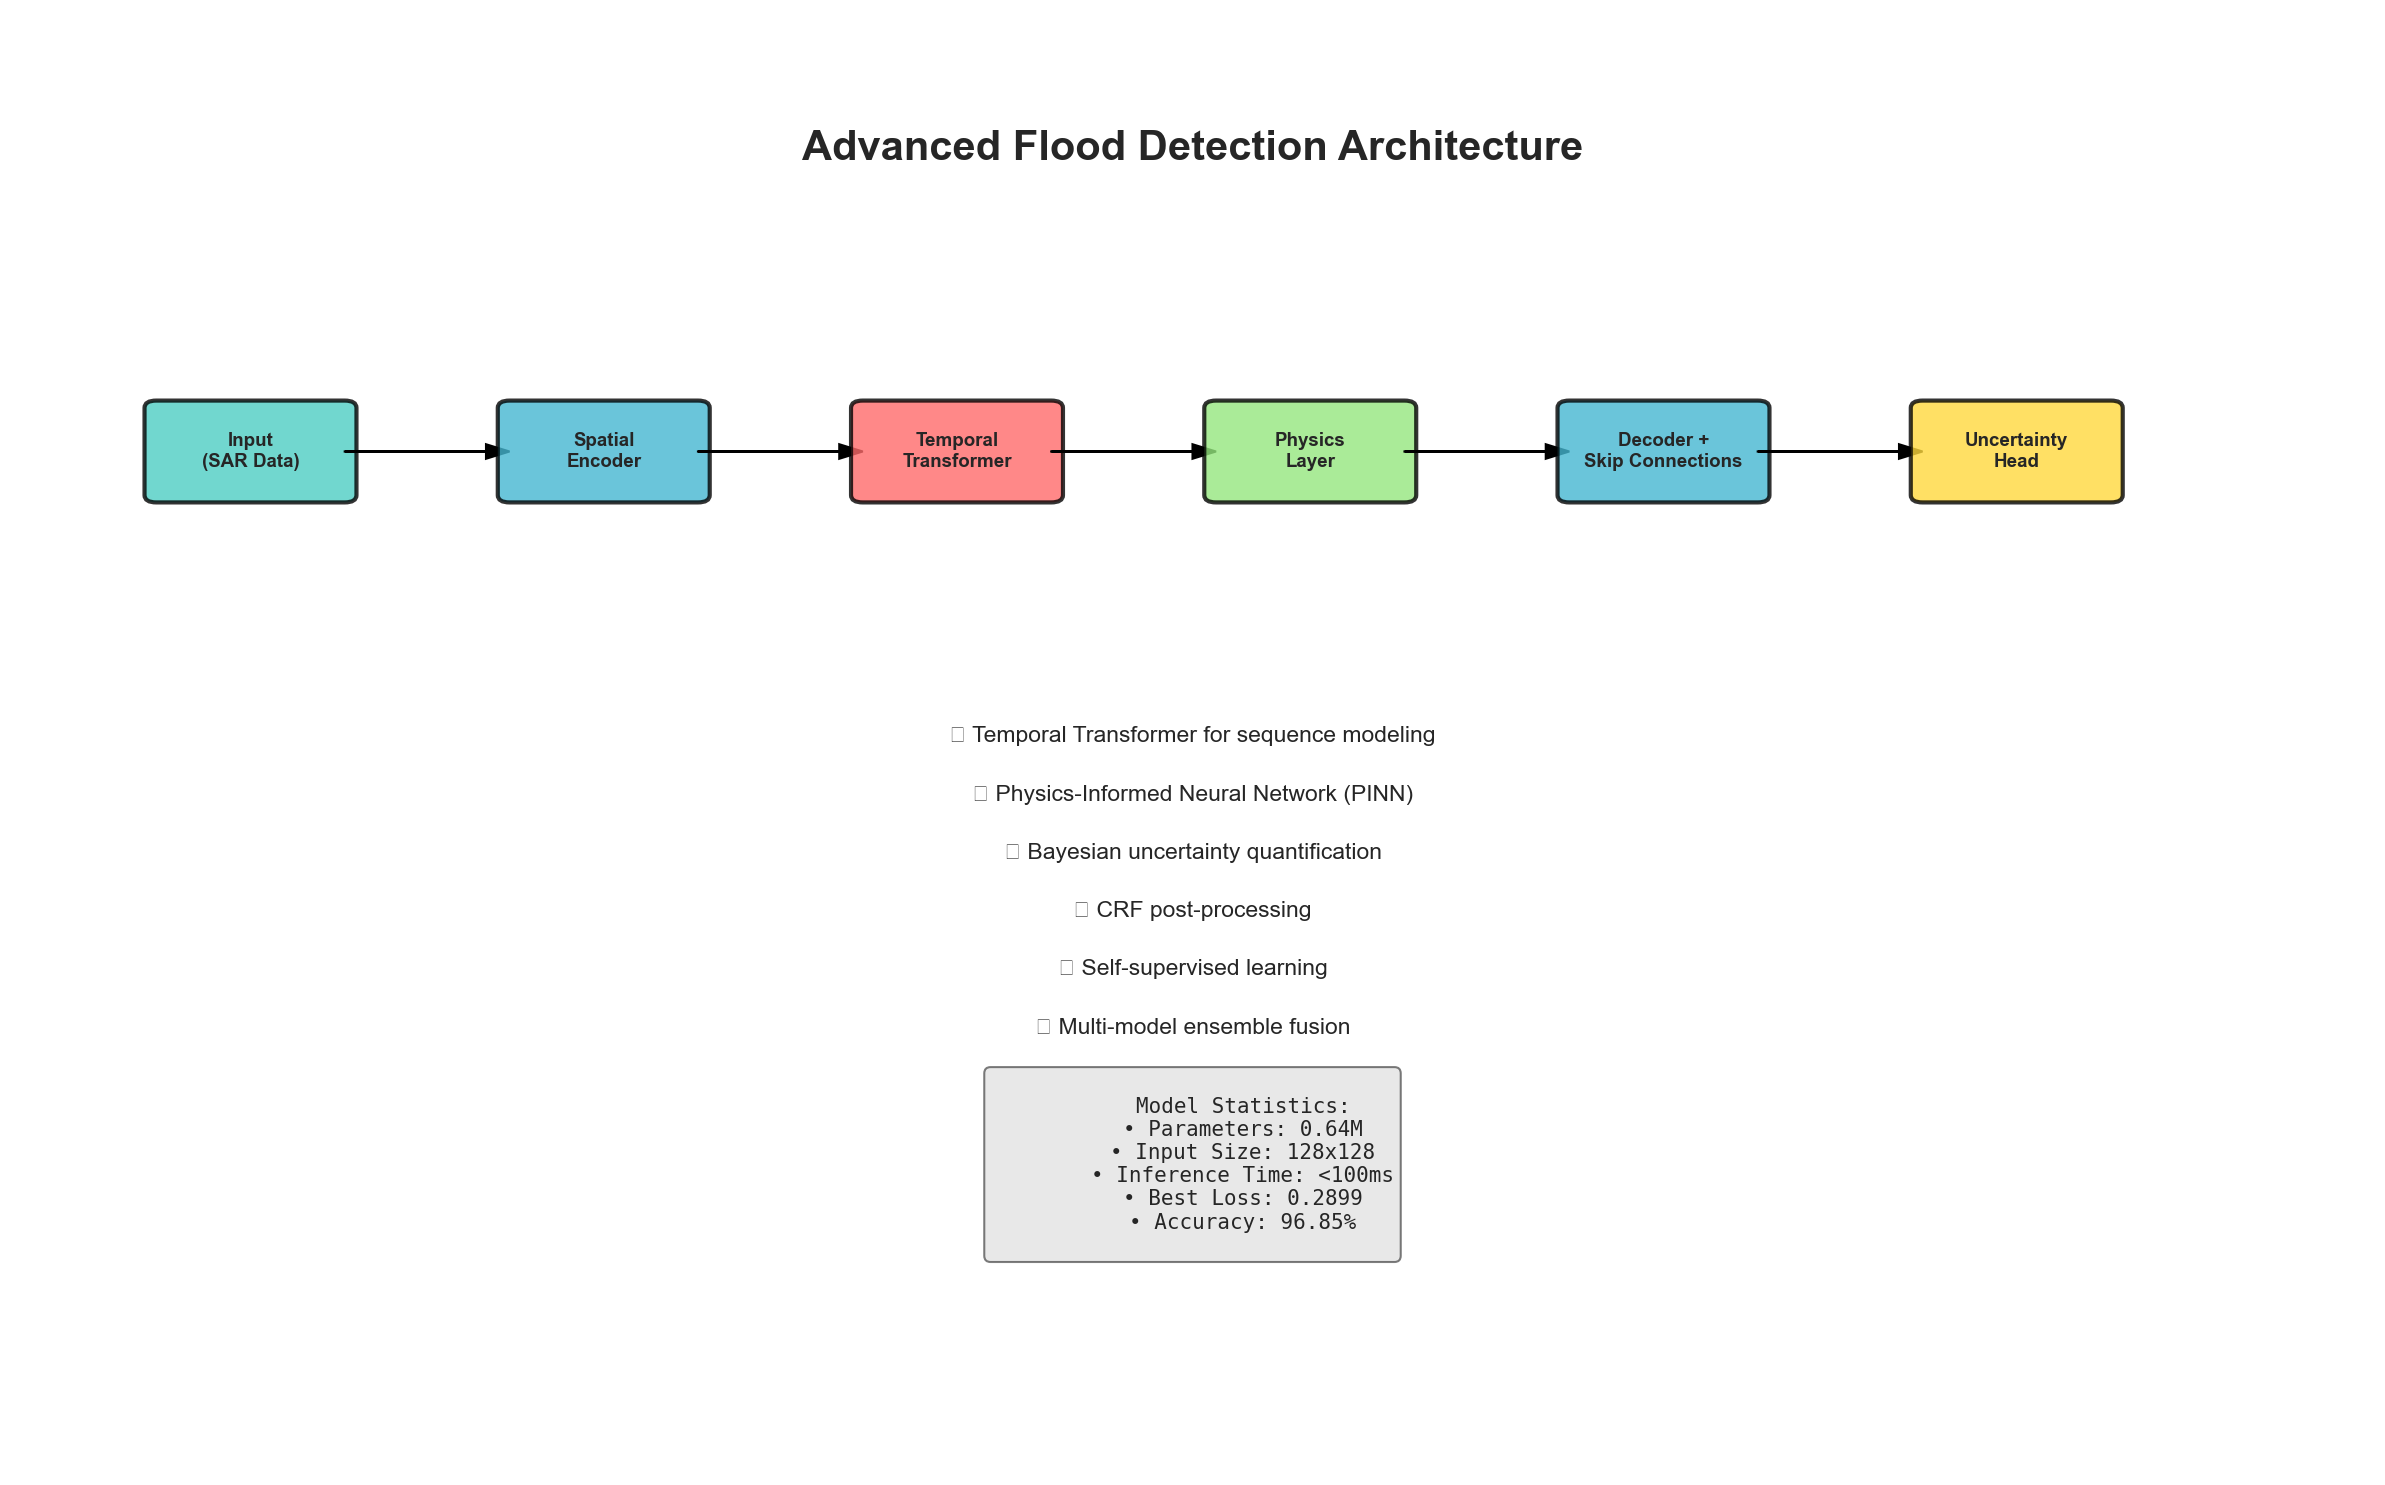 Advanced Flood Detection Architecture
Input
(SAR Data)
Spatial
Encoder
Temporal
Transformer
Physics
Layer
Decoder +
Skip Connections
Uncertainty
Head
Temporal Transformer for sequence modeling
Physics-Informed Neural Network (PINN)
Bayesian uncertainty quantification
CRF post-processing
Self-supervised learning
Multi-model ensemble fusion
Model Statistics:
• Parameters: 0.64M
• Input Size: 128x128
• Inference Time: <100ms
• Best Loss: 0.2899
• Accuracy: 96.85%